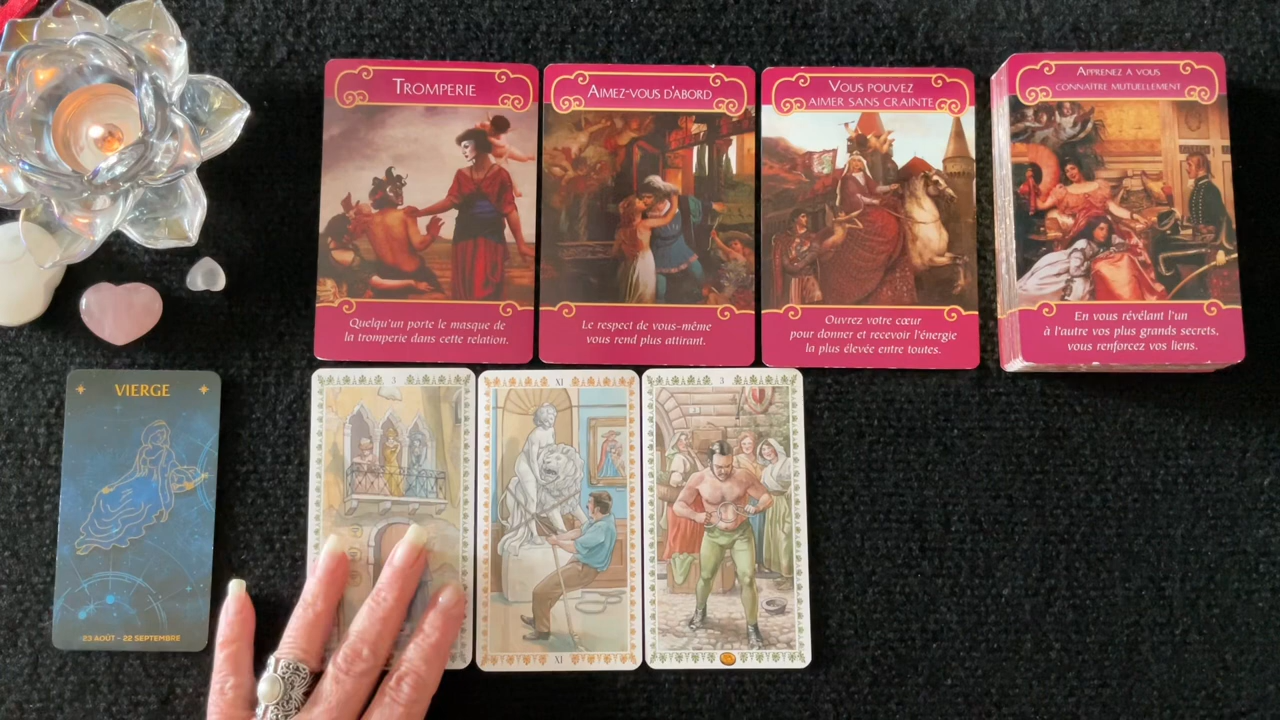 TROMPERIE
Quelqu'un porte le masque de
la tromperie dans cette relation.
AIMEZ-VOUS D'ABORD
Le respect de vous-même
vous rend plus attirant.
VOUS POUVEZ
AIMER SANS CRAINTE
Ouvrez votre cœur
pour donner et recevoir l'énergie
la plus élevée entre toutes.
APPRENEZ A VOUS
CONNAÎTRE MUTUELLEMENT
En vous révélant l'un
à l'autre vos plus grands secrets,
vous renforcez vos liens.
VIERGE
23 AOÛT - 22 SEPTEMBRE
3
XI
XI
3